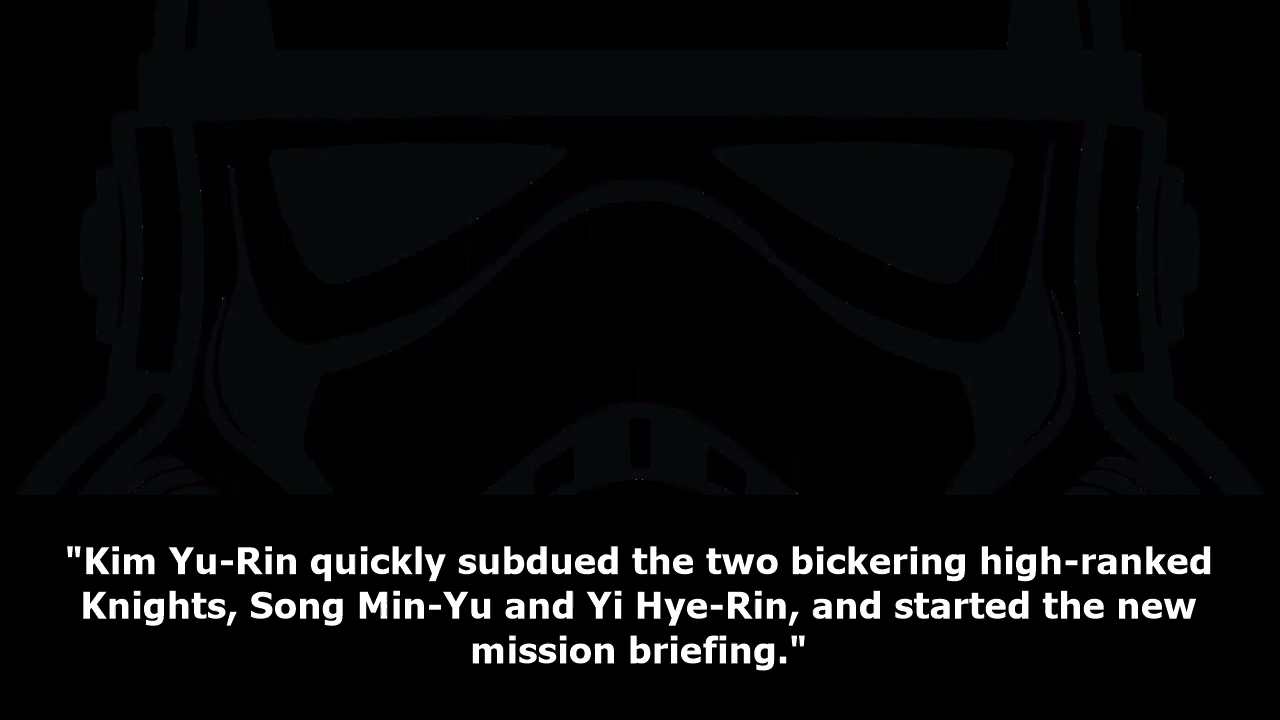 "Kim Yu-Rin quickly subdued the two bickering high-ranked
Knights, Song Min-Yu and Yi Hye-Rin, and started the new
mission briefing."